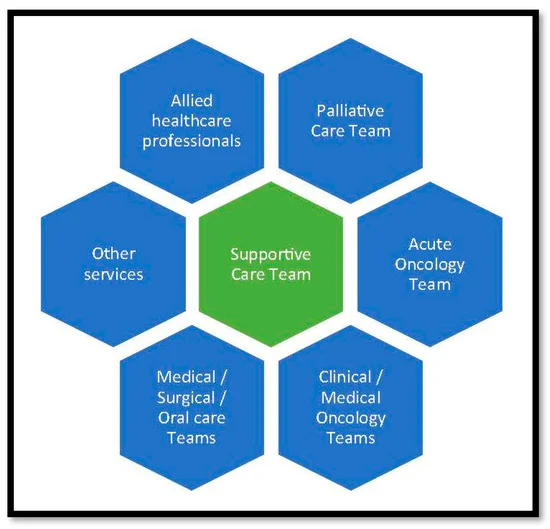 Allied
healthcare
professionals
Palliative
Care Team
Other
services
Supportive
Care Team
Acute
Oncology
Team
Medical /
Surgical /
Oral care
Teams
Clinical /
Medical
Oncology
Teams